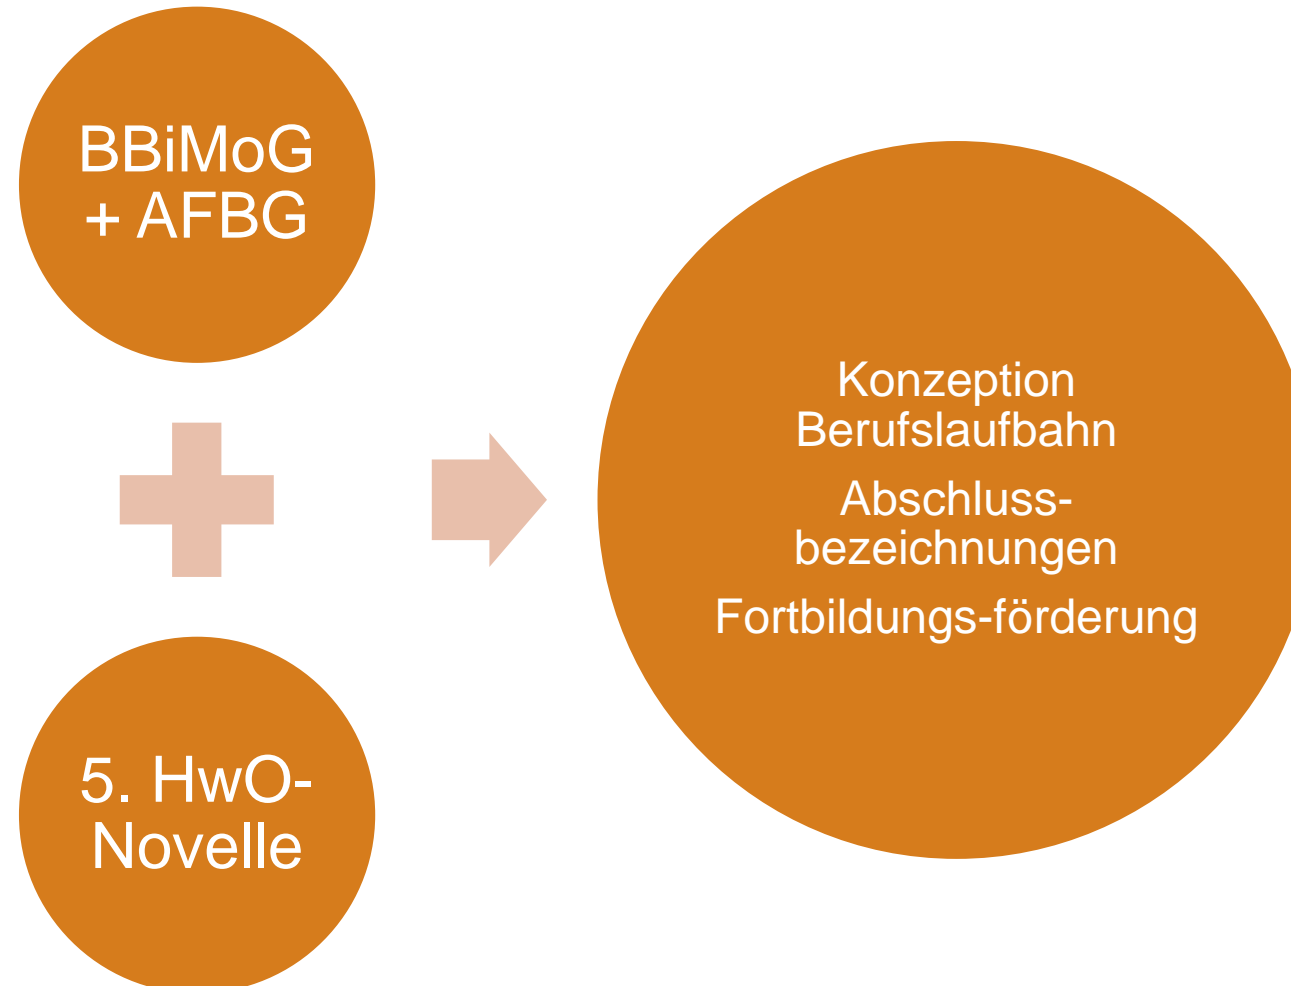 BBiMoG
+ AFBG
5. HwO-
Novelle
Konzeption
Berufslaufbahn
Abschluss-
bezeichnungen
Fortbildungs-förderung